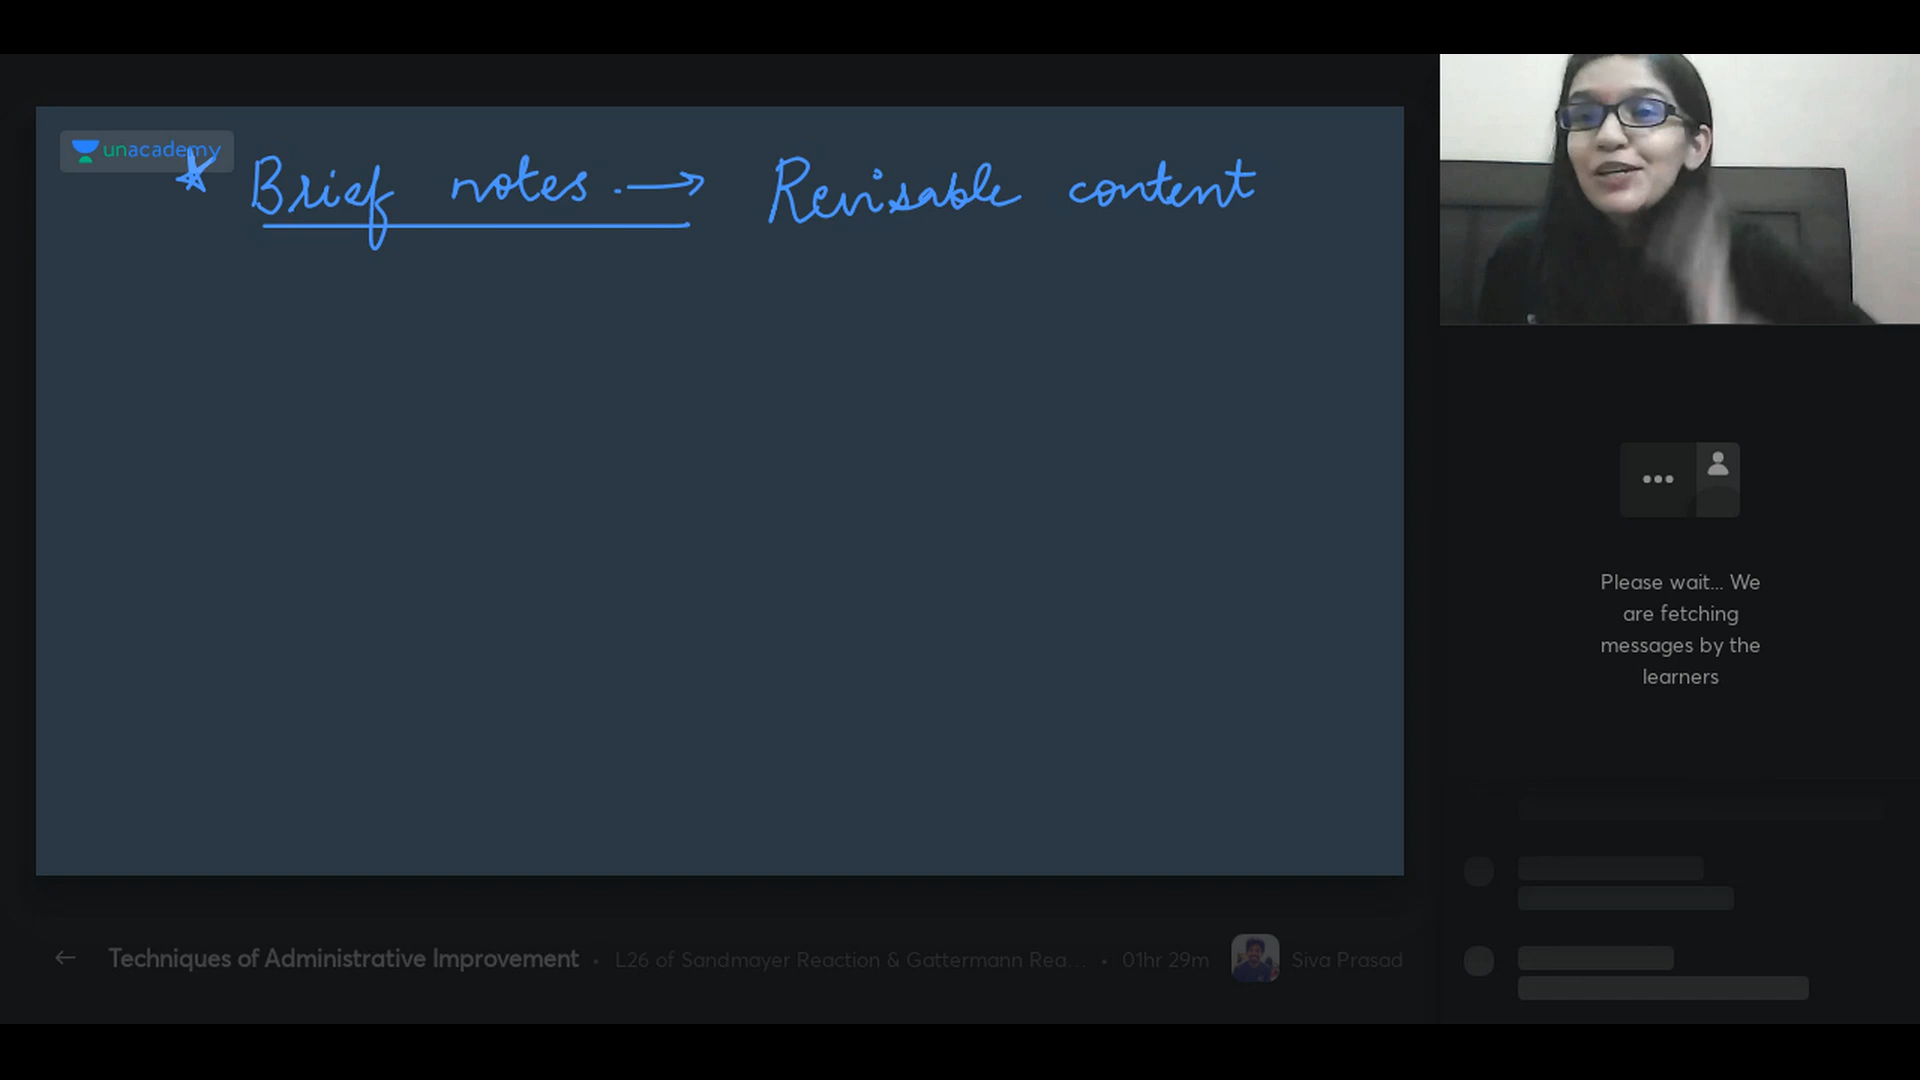 unacademy
★ Brief notes → Revisable content
Please wait... We
are fetching
messages by the
learners
← Techniques of Administrative Improvement • L26 of Sandmayer Reaction & Gattermann Rea... • 01hr 29m Siva Prasad